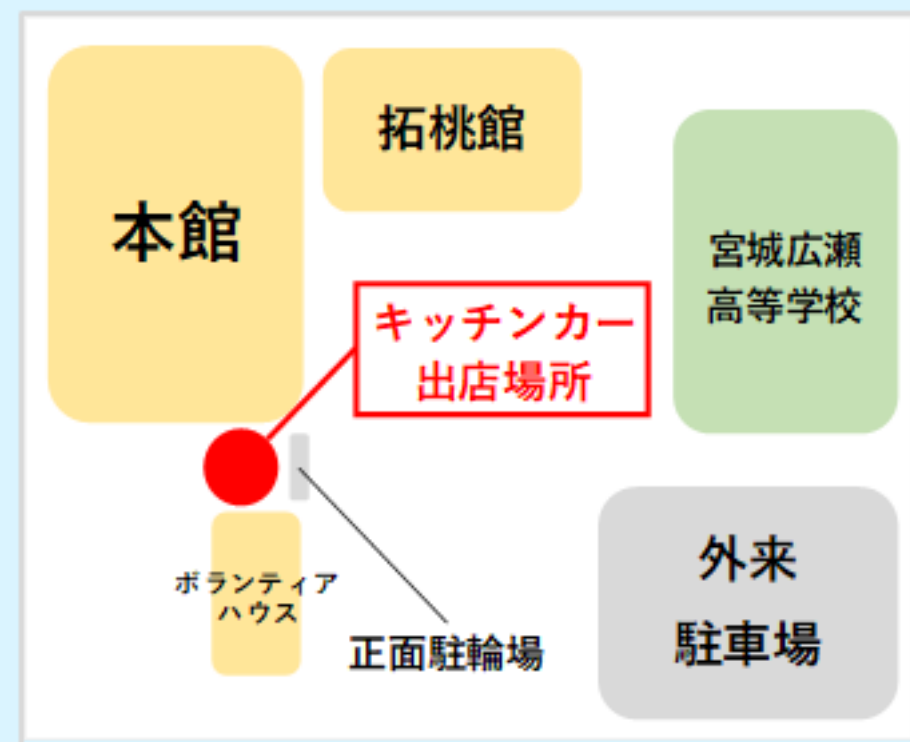 本館
拓桃館
宮城広瀬
高等学校
キッチンカー
出店場所
ボランティア
ハウス
正面駐輪場
外来
駐車場